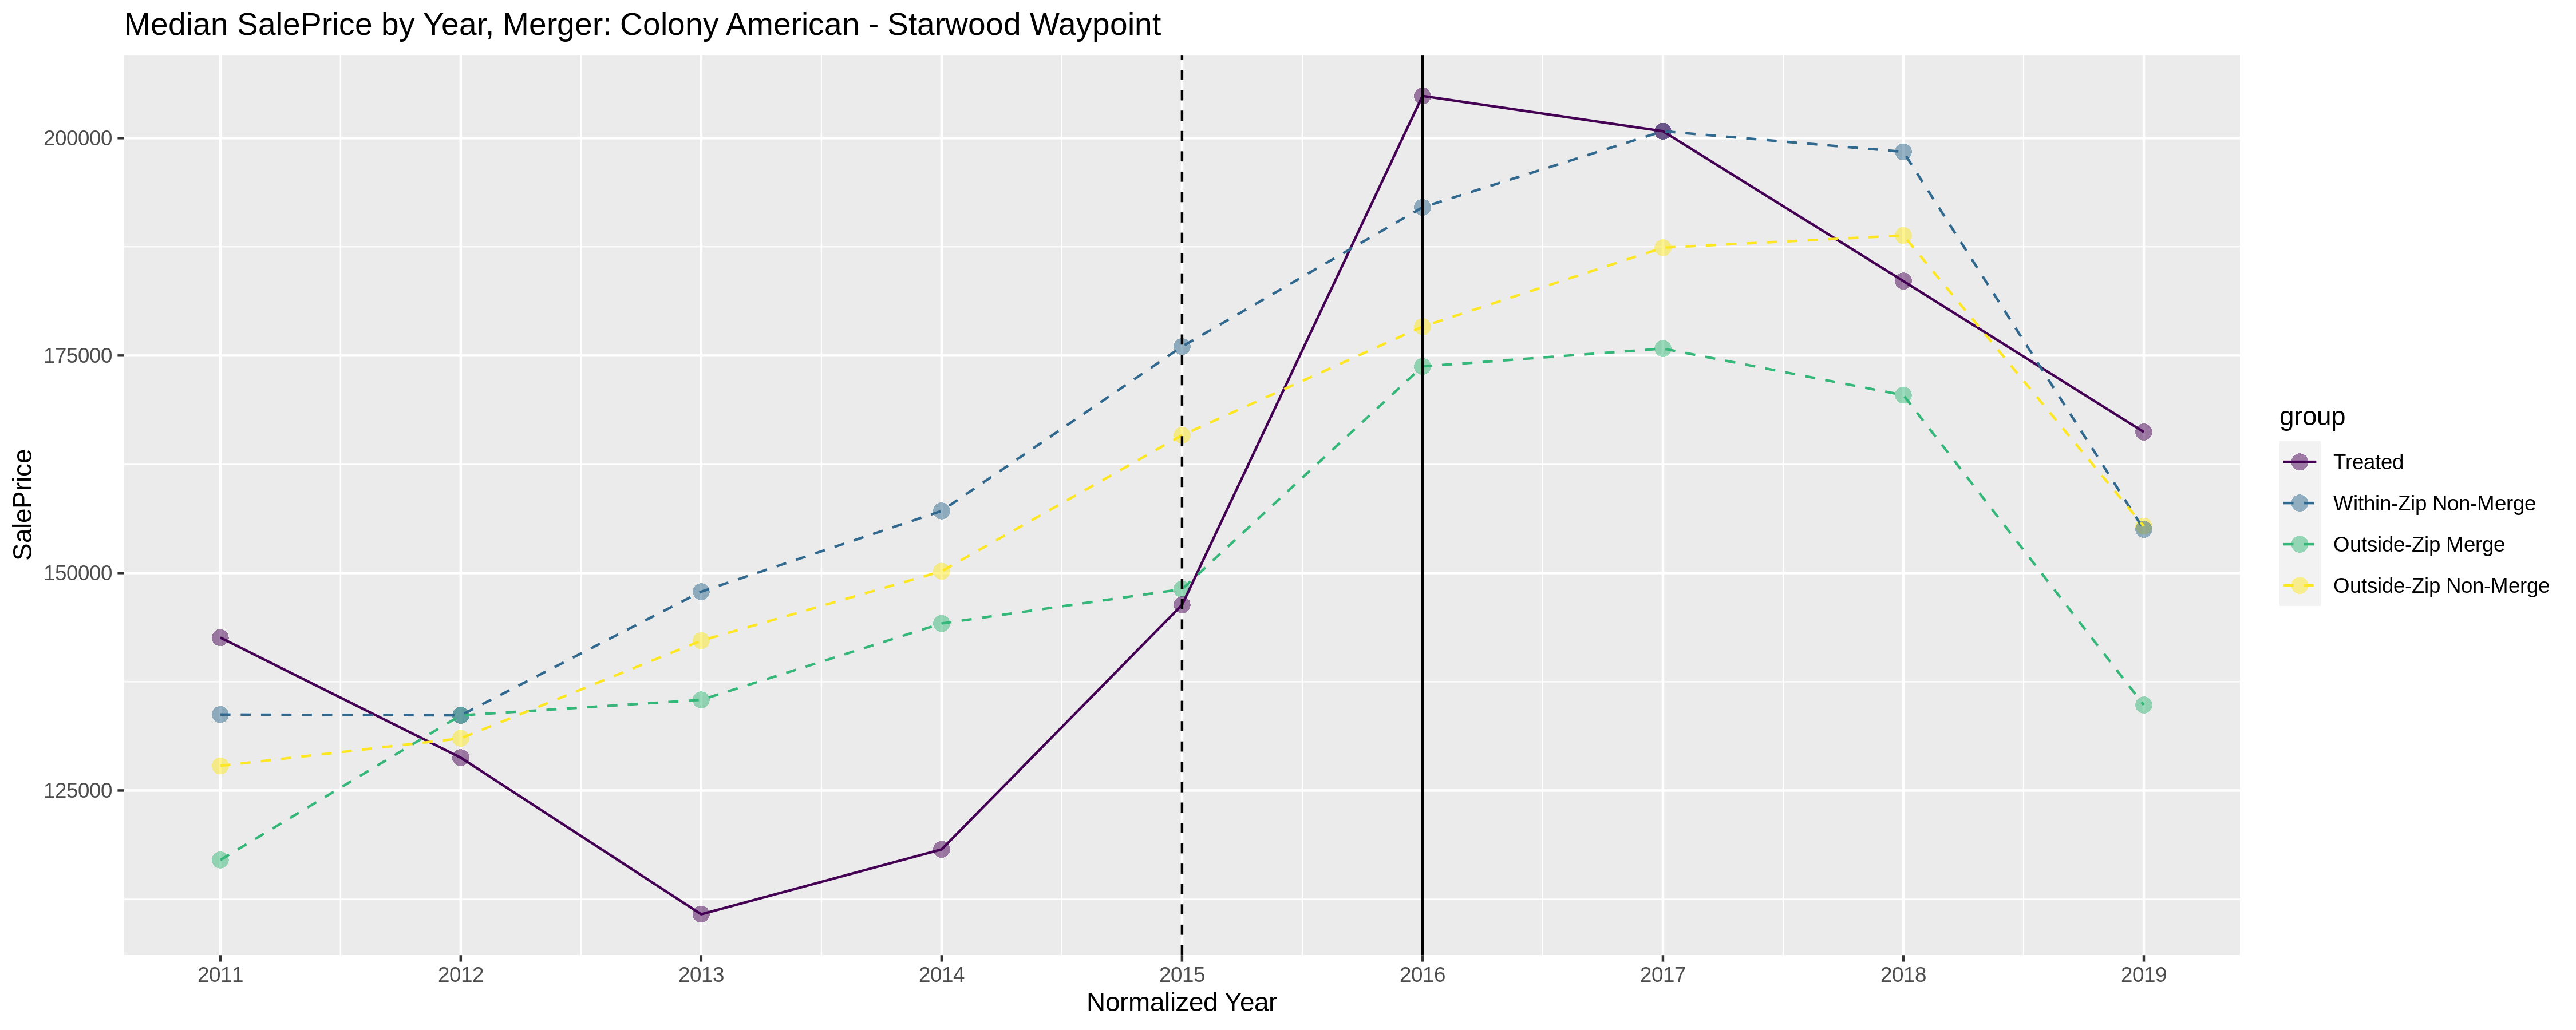 Median SalePrice by Year, Merger: Colony American - Starwood Waypoint
SalePrice
200000
175000
150000
125000
2011 2012 2013 2014 2015 2016 2017 2018 2019
Normalized Year
group
Treated
Within-Zip Non-Merge
Outside-Zip Merge
Outside-Zip Non-Merge